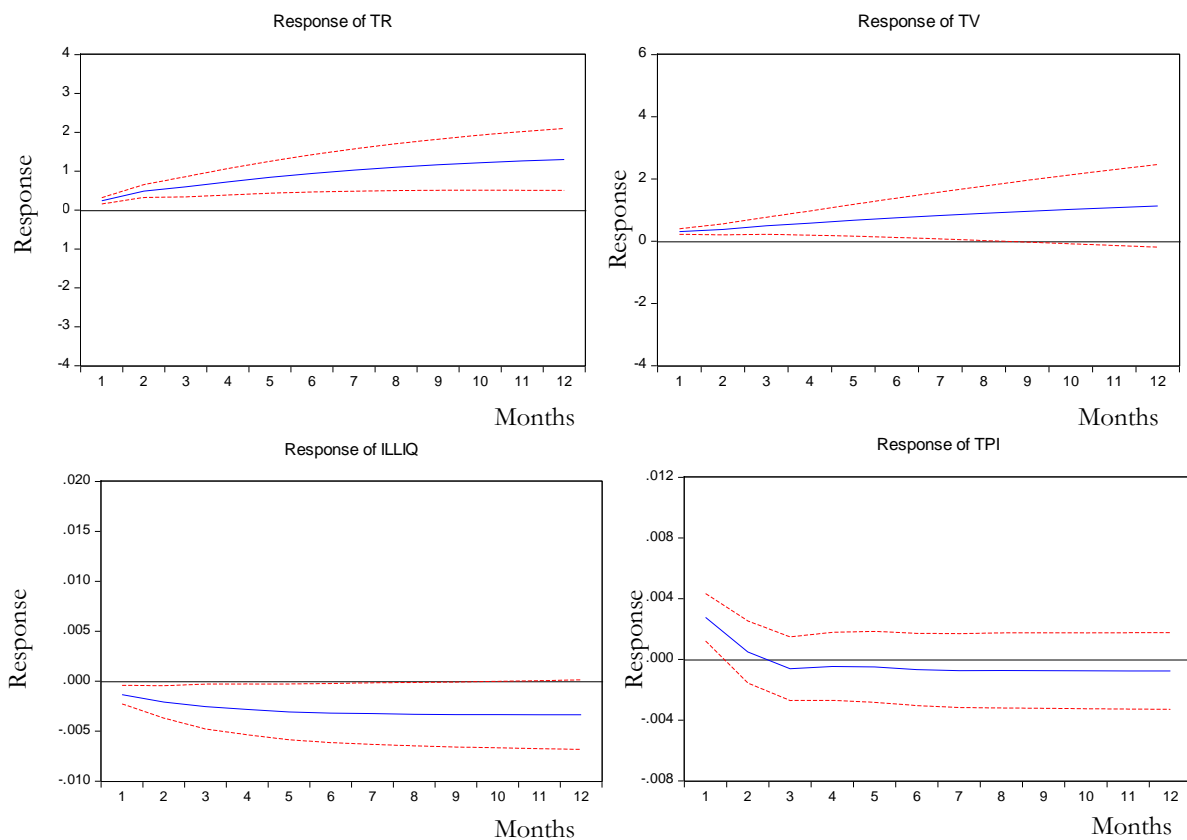 Response of TR
4
3
2
1
0
1
-2
-3
-4
Response
1 2 3 4 5 6 7 8 9 10 11 12
Months
Response of TV
6
4
2
0
-2
-4
Response
1 2 3 4 5 6 7 8 9 10 11 12
Months
Response of ILLIQ
.020
.015
.010
.005
.000
-.005
-.010
Response
1 2 3 4 5 6 7 8 9 10 11 12
Months
Response of TPI
.012
.008
.004
.000
-.004
-.008
Response
1 2 3 4 5 6 7 8 9 10 11 12
Months